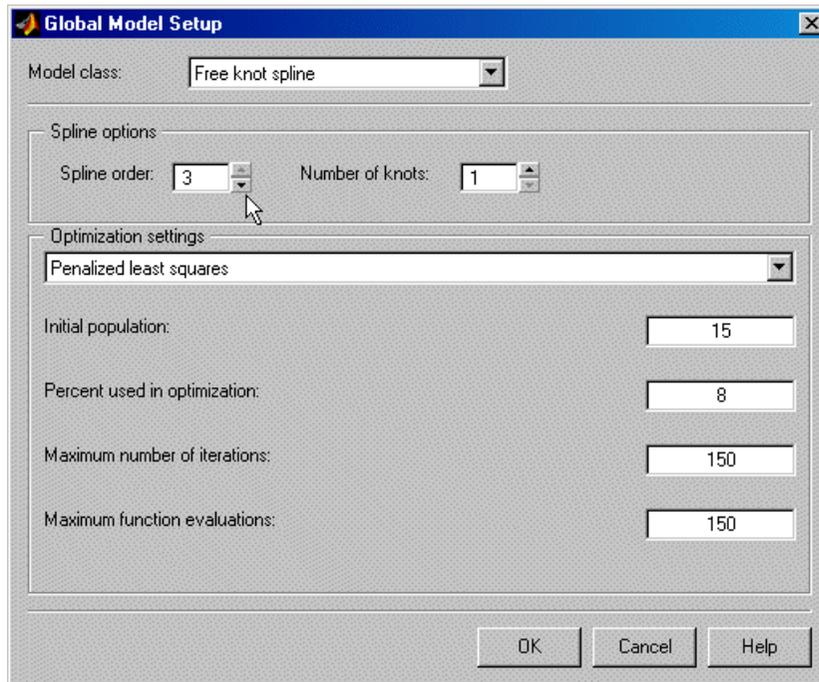 Global Model Setup
Model class: Free knot spline
Spline options
Spline order: 3 Number of knots: 1
Optimization settings
Penalized least squares
Initial population: 15
Percent used in optimization: 8
Maximum number of iterations: 150
Maximum function evaluations: 150
OK Cancel Help